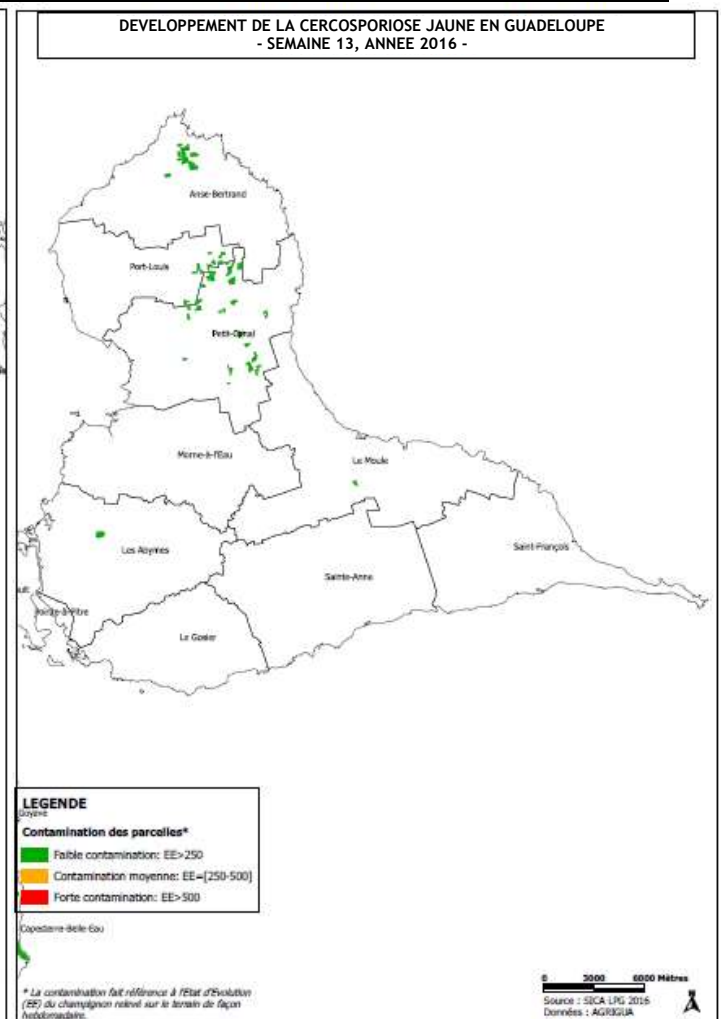 DEVELOPPEMENT DE LA CERCOSPORIOSE JAUNE EN GUADELOUPE
- SEMAINE 13, ANNEE 2016 -
Anse-Bertrand
Port-Louis
Petit-Canal
Morne-à-l'Eau
Le Moule
Les Abymes
Saint-François
Sainte-Anne
Pointe-à-Pitre
Le Gosier
LEGENDE
Goyave
Contamination des parcelles*
Faible contamination: EE>250
Contamination moyenne: EE=[250-500]
Forte contamination: EE>500
Capesterre-Belle-Eau
* La contamination fait référence à l'Etat d'Evolution
(EE) du champignon relevé sur le terrain de façon
hebdomadaire.
0 3000 6000 Mètres
Source : SICA LPG 2016
Données : AGRIGUA
N